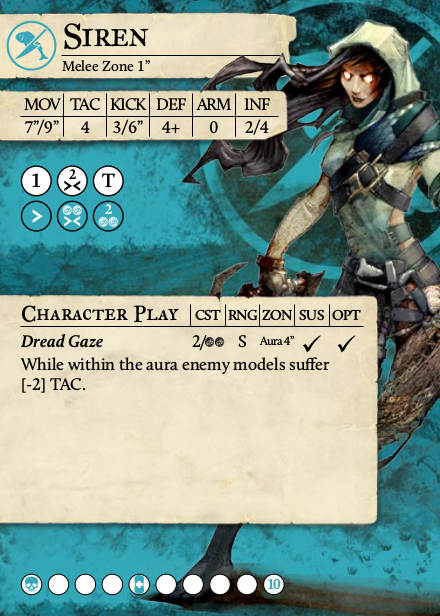 Siren
Melee Zone 1”
MOV TAC KICK DEF ARM INF
7”/9” 4 3/6” 4+ 0 2/4
1 2 >< T
> >< 2
Character Play CST RNG ZON SUS OPT
Dread Gaze 2/ S Aura 4” ✓ ✓
While within the aura enemy models suffer
[-2] TAC.
10